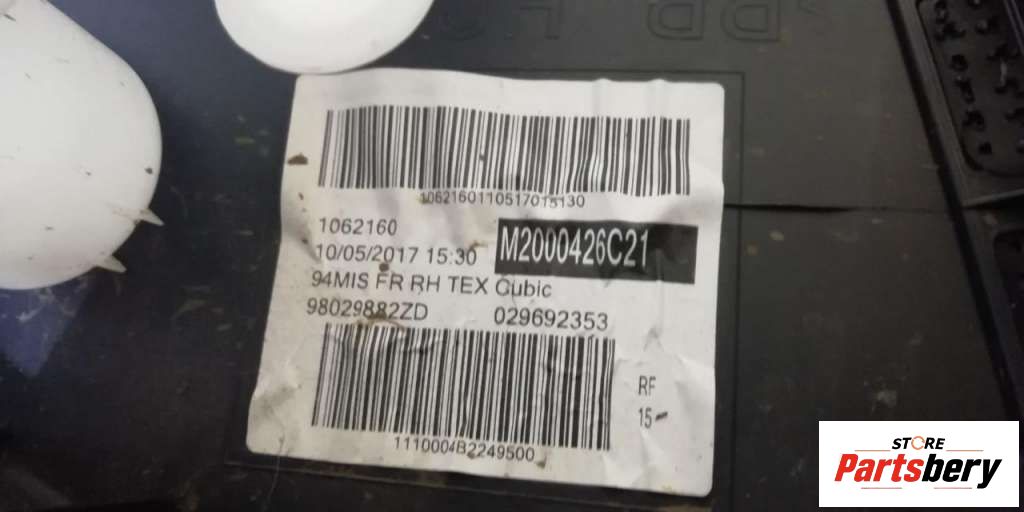 1062160110517015130
1062160
10/05/2017 15:30 M2000426C21
94MIS FR RH TEX Cubic
98029882ZD 029692353
RF
15-
1110004B2249500
STORE
Partsbery